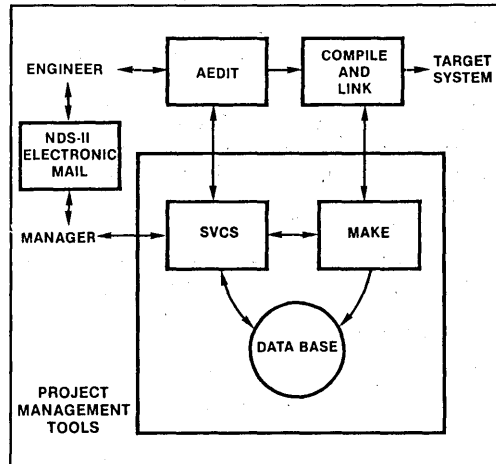 ENGINEER
AEDIT
COMPILE
AND
LINK
TARGET
SYSTEM
NDS-II
ELECTRONIC
MAIL
MANAGER
SVCS
MAKE
DATA BASE
PROJECT
MANAGEMENT
TOOLS